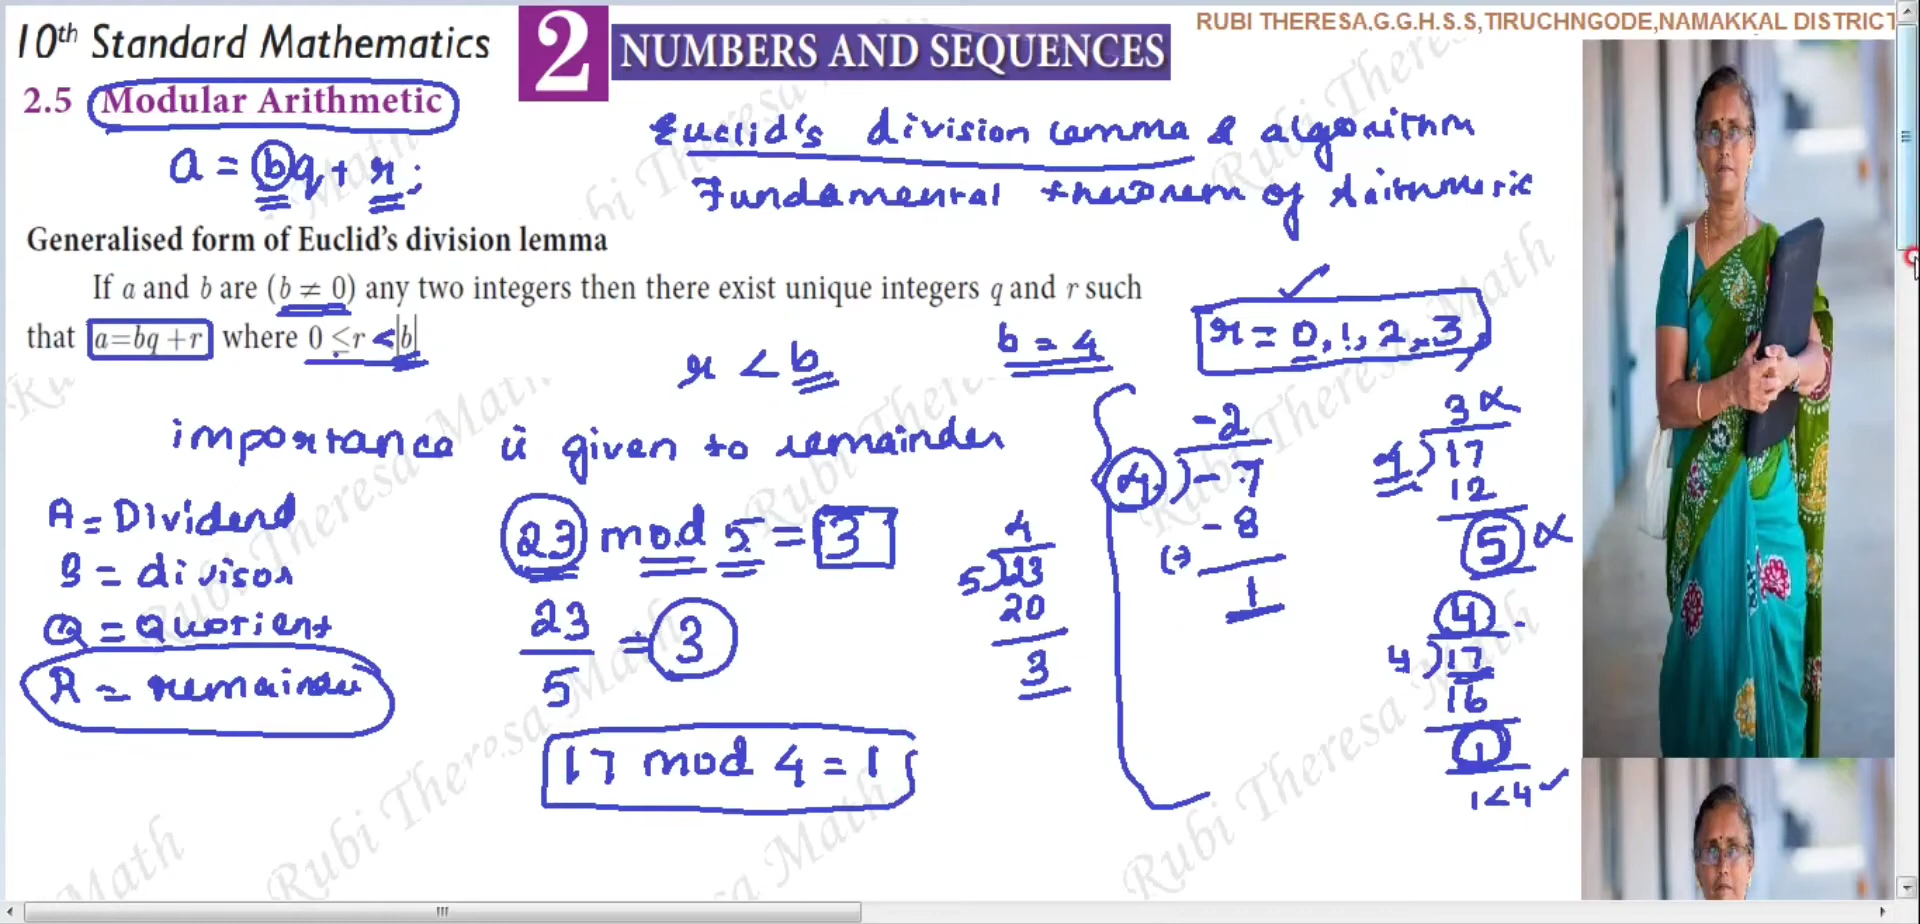 RUBI THERESA,G.G.H.S.S,TIRUCHNGODE,NAMAKKAL DISTRICT
10th Standard Mathematics
2 NUMBERS AND SEQUENCES
2.5 Modular Arithmetic
Euclid's division lemma & algorithm
a = bq + r ;
Fundamental theorem of Arithmetic
Generalised form of Euclid's division lemma
If a and b are (b ≠ 0) any two integers then there exist unique integers q and r such
that a=bq +r where 0 ≤r <|b|
r < b
b = 4
r = 0, 1, 2, 3
importance is given to remainder
A = Dividend
B = divisor
Q = Quotient
R = remainder
23 mod 5 = 3
23
5
= 3
17 mod 4 = 1
4
5)23
20
3
-2
4)-7
-8
(-)
1
3 ×
4)17
12
5 ×
4
4)17
16
1
1<4 ✓
Rubi Theresa Math